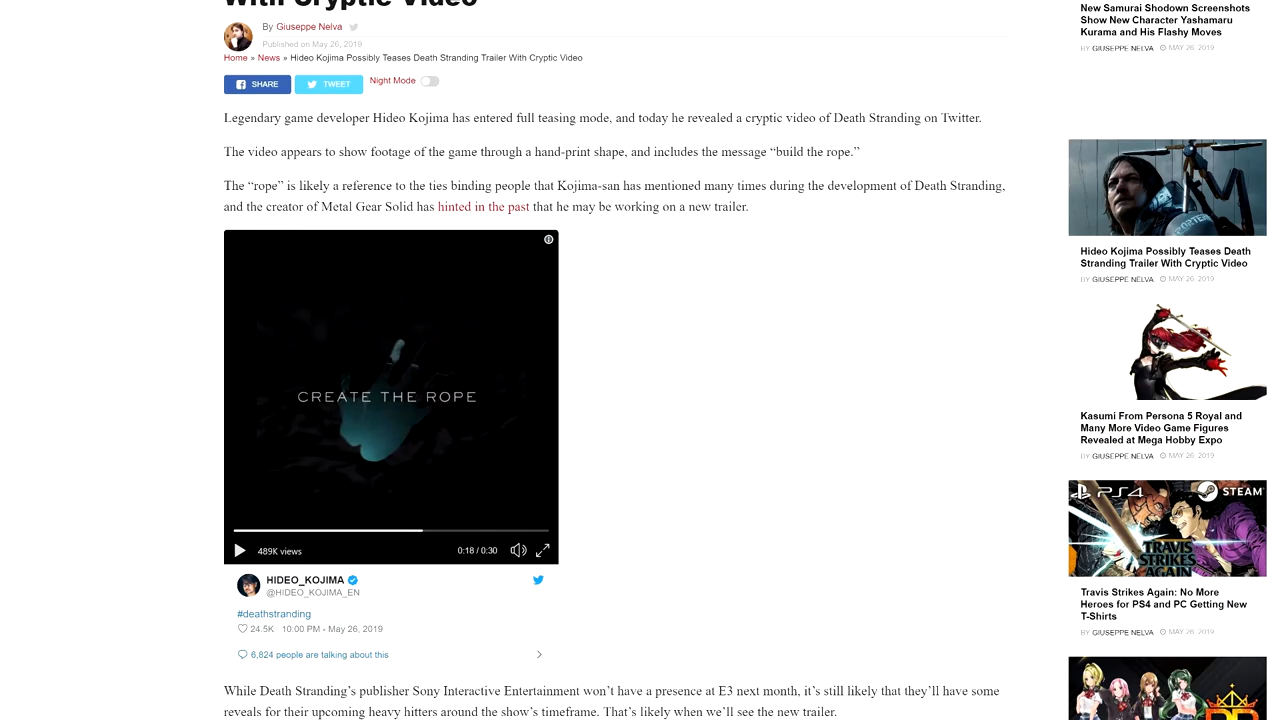 With Cryptic Video
By Giuseppe Nelva
Published on May 26, 2019
Home » News » Hideo Kojima Possibly Teases Death Stranding Trailer With Cryptic Video
SHARE
TWEET
Night Mode
Legendary game developer Hideo Kojima has entered full teasing mode, and today he revealed a cryptic video of Death Stranding on Twitter.
The video appears to show footage of the game through a hand-print shape, and includes the message “build the rope.”
The “rope” is likely a reference to the ties binding people that Kojima-san has mentioned many times during the development of Death Stranding,
and the creator of Metal Gear Solid has hinted in the past that he may be working on a new trailer.
CREATE THE ROPE
489K views
0:18 / 0:30
HIDEO_KOJIMA
@HIDEO_KOJIMA_EN
#deathstranding
24.5K 10:00 PM - May 26, 2019
6,824 people are talking about this
While Death Stranding’s publisher Sony Interactive Entertainment won’t have a presence at E3 next month, it’s still likely that they’ll have some
reveals for their upcoming heavy hitters around the show’s timeframe. That’s likely when we’ll see the new trailer.
New Samurai Shodown Screenshots
Show New Character Yashamaru
Kurama and His Flashy Moves
BY GIUSEPPE NELVA MAY 26, 2019
Hideo Kojima Possibly Teases Death
Stranding Trailer With Cryptic Video
BY GIUSEPPE NELVA MAY 26, 2019
Kasumi From Persona 5 Royal and
Many More Video Game Figures
Revealed at Mega Hobby Expo
BY GIUSEPPE NELVA MAY 26, 2019
PS4
STEAM
TRAVIS
STRIKES
AGAIN
Travis Strikes Again: No More
Heroes for PS4 and PC Getting New
T-Shirts
BY GIUSEPPE NELVA MAY 26, 2019